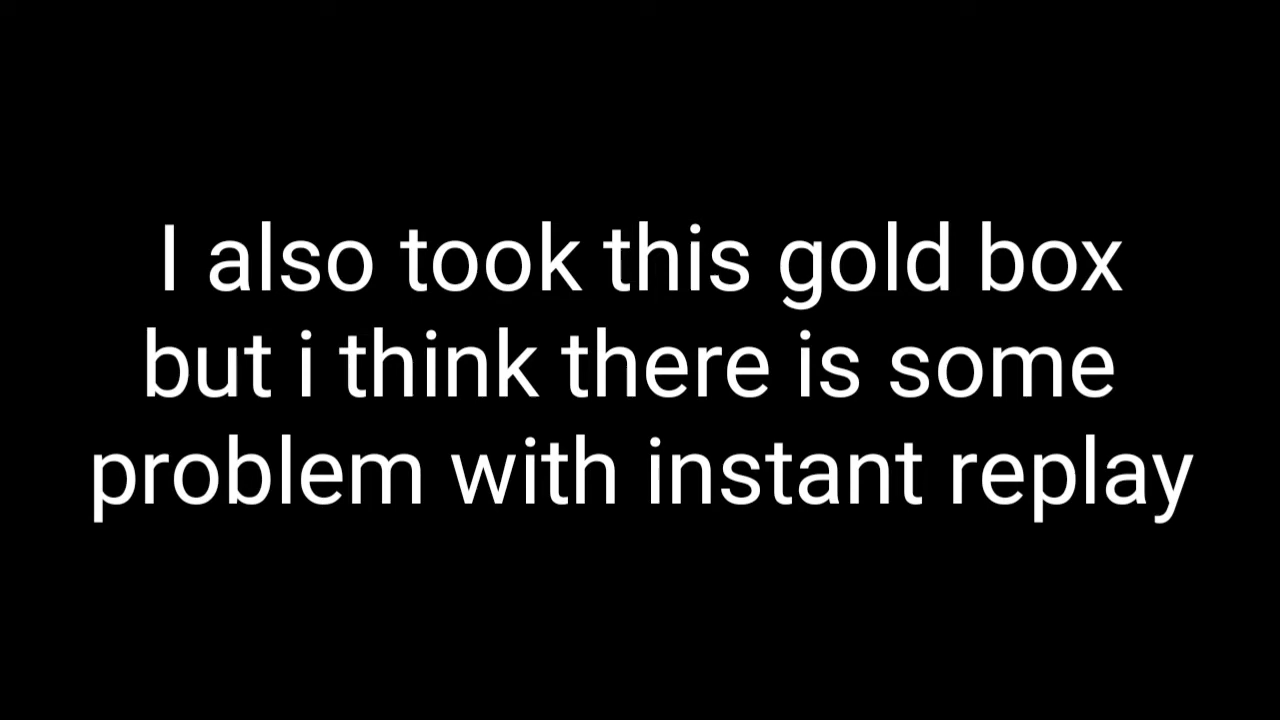 I also took this gold box
but i think there is some
problem with instant replay